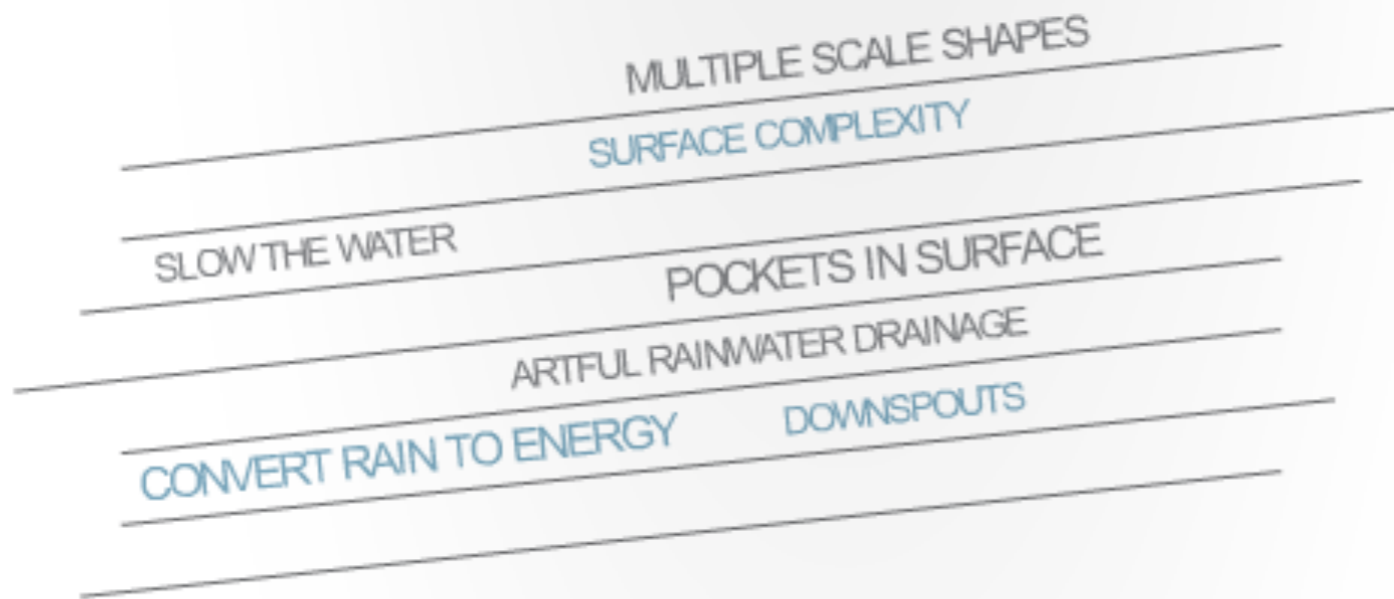 MULTIPLE SCALE SHAPES
SURFACE COMPLEXITY
SLOW THE WATER
POCKETS IN SURFACE
ARTFUL RAINWATER DRAINAGE
CONVERT RAIN TO ENERGY DOWNSPOUTS